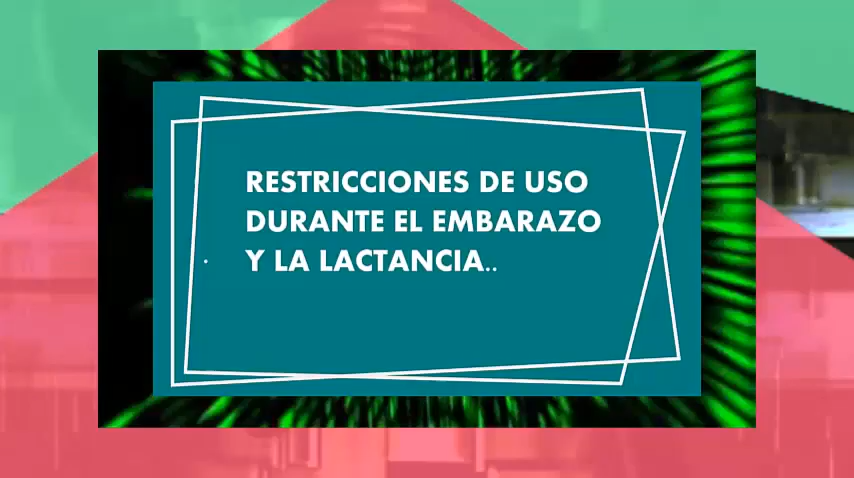 RESTRICCIONES DE USO
DURANTE EL EMBARAZO
Y LA LACTANCIA..